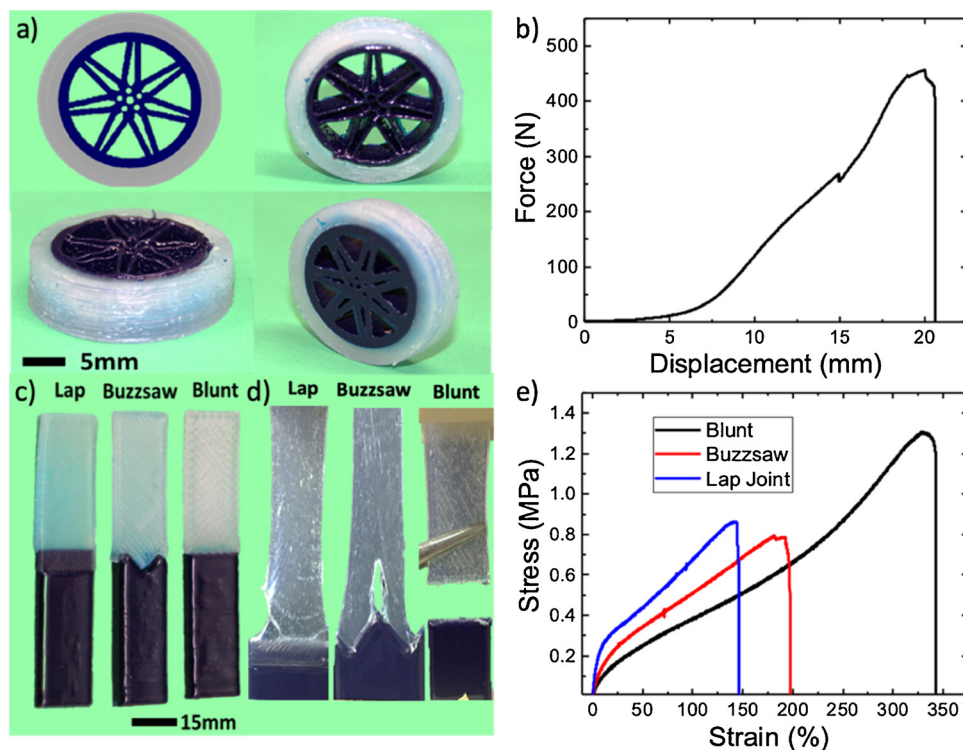 a)
5mm
b)
Force (N)
500
400
300
200
100
0
0 5 10 15 20
Displacement (mm)
c) Lap Buzzsaw Blunt
15mm
d) Lap Buzzsaw Blunt
e)
Stress (MPa)
1.4
1.2
1.0
0.8
0.6
0.4
0.2
Blunt
Buzzsaw
Lap Joint
0 50 100 150 200 250 300 350
Strain (%)